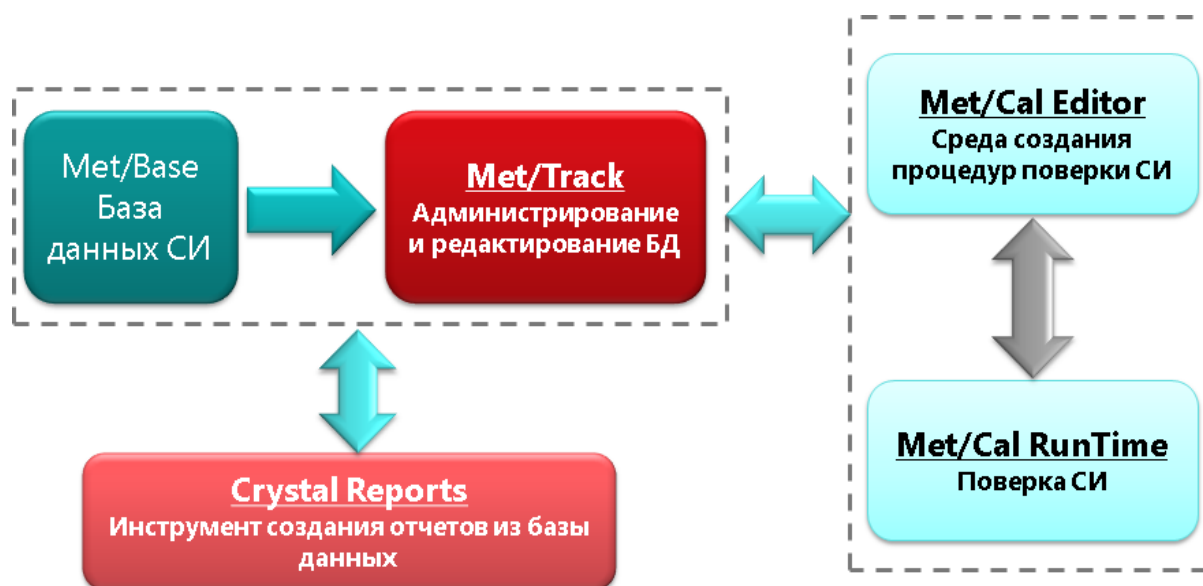 Met/Base
База
данных СИ
Met/Track
Администрирование
и редактирование БД
Met/Cal Editor
Среда создания
процедур поверки СИ
Met/Cal RunTime
Поверка СИ
Crystal Reports
Инструмент создания отчетов из базы
данных